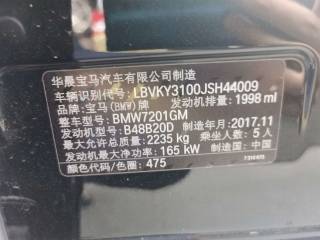 华晨宝马汽车有限公司制造
车辆识别代号: LBVKY3100JSH44009
品牌: 宝马(BMW)牌 发动机排量: 1998 ml
整车型号: BMW7201GM
发动机型号: B48B20D 制造年月: 2017.11
最大允许总质量: 2235 kg 乘坐人数: 5人
发动机最大净功率: 165 kW 制造国: 中国
颜色代码/色圈: 475